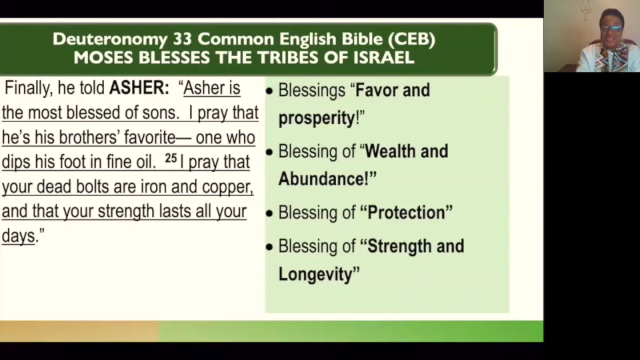 Deuteronomy 33 Common English Bible (CEB)
MOSES BLESSES THE TRIBES OF ISRAEL
Finally, he told ASHER: “Asher is
the most blessed of sons. I pray that
he’s his brothers’ favorite— one who
dips his foot in fine oil. 25 I pray that
your dead bolts are iron and copper,
and that your strength lasts all your
days.”
• Blessings “Favor and
prosperity!”
• Blessing of “Wealth and
Abundance!”
• Blessing of “Protection”
• Blessing of “Strength and
Longevity”